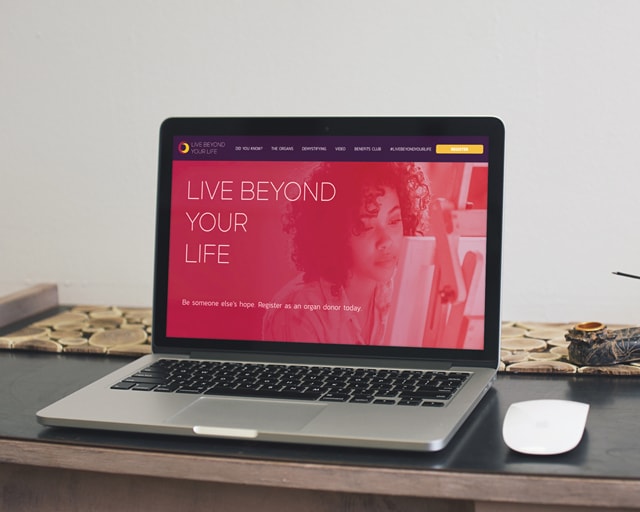 LIVE BEYOND
YOUR LIFE
DID YOU KNOW? THE ORGANS DEMYSTIFYING VIDEO BENEFITS CLUB #LIVEBEYONDYOURLIFE REGISTER
LIVE BEYOND
YOUR
LIFE
Be someone else's hope. Register as an organ donor today